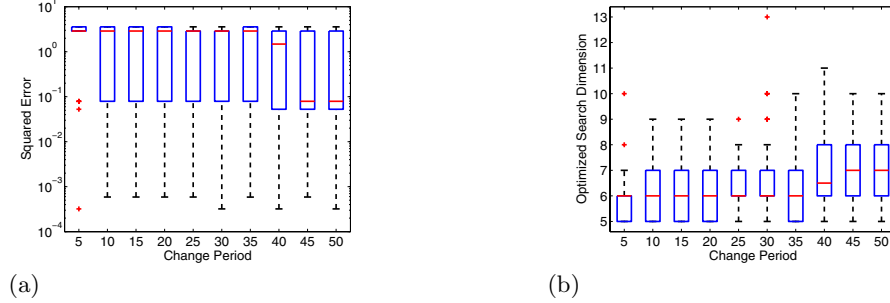 10^1
10^0
10^-1
10^-2
10^-3
10^-4
Squared Error
5 10 15 20 25 30 35 40 45 50
Change Period
(a)
13
12
11
10
9
8
7
6
5
Optimized Search Dimension
5 10 15 20 25 30 35 40 45 50
Change Period
(b)